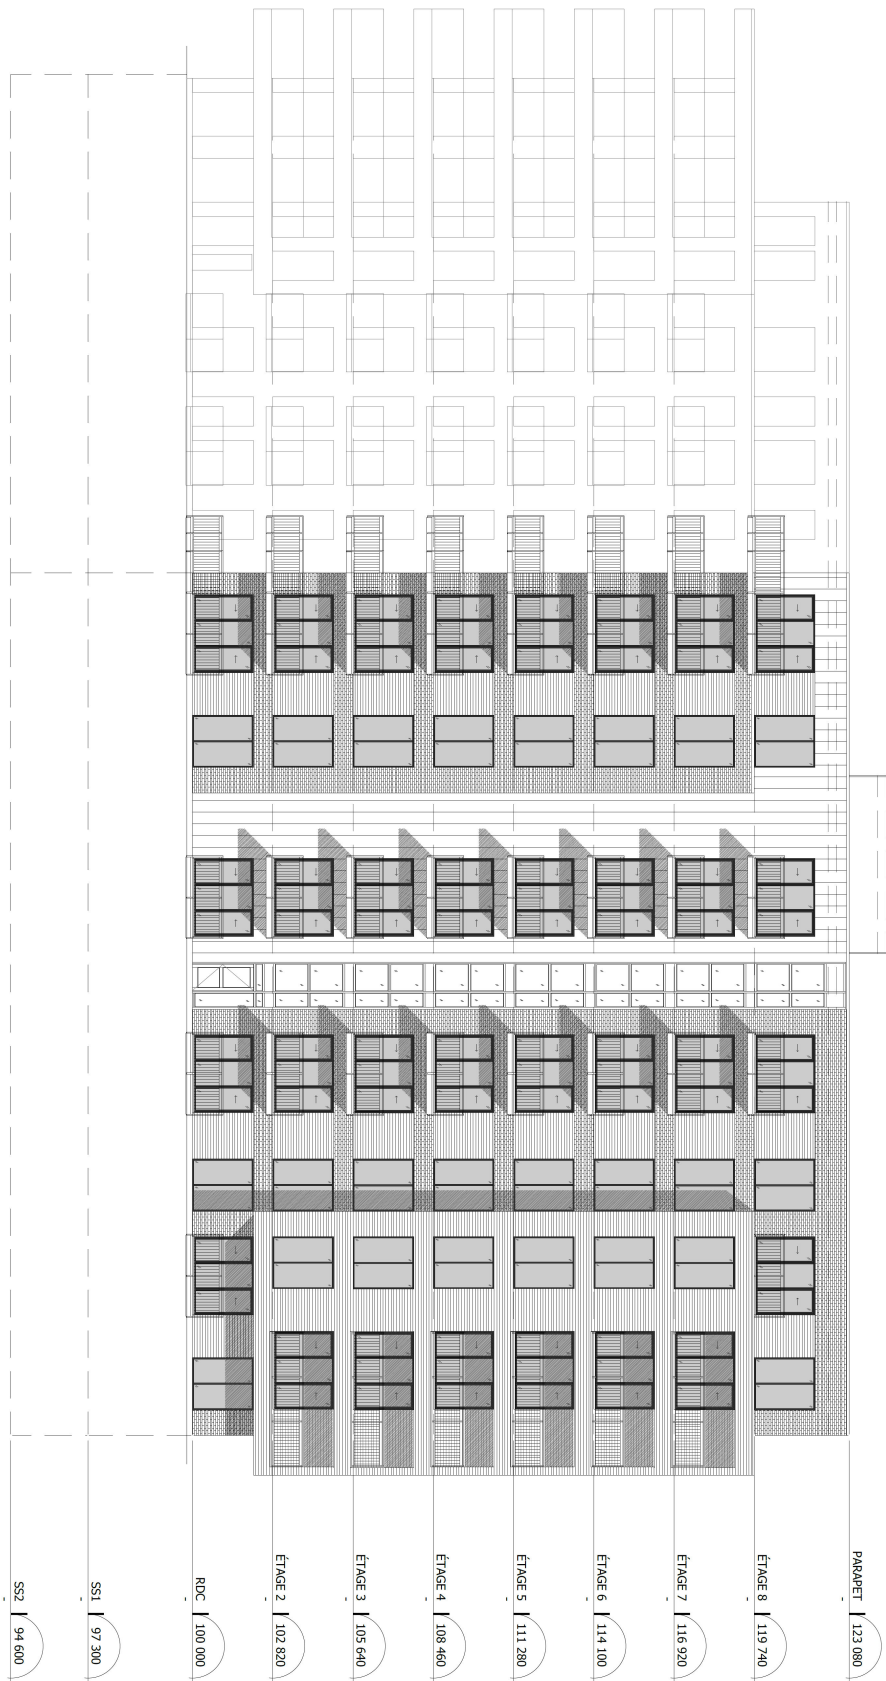 PARAPET
123 080
ÉTAGE 8
119 740
ÉTAGE 7
116 920
ÉTAGE 6
114 100
ÉTAGE 5
111 280
ÉTAGE 4
108 460
ÉTAGE 3
105 640
ÉTAGE 2
102 820
RDC
100 000
SS1
97 300
SS2
94 600